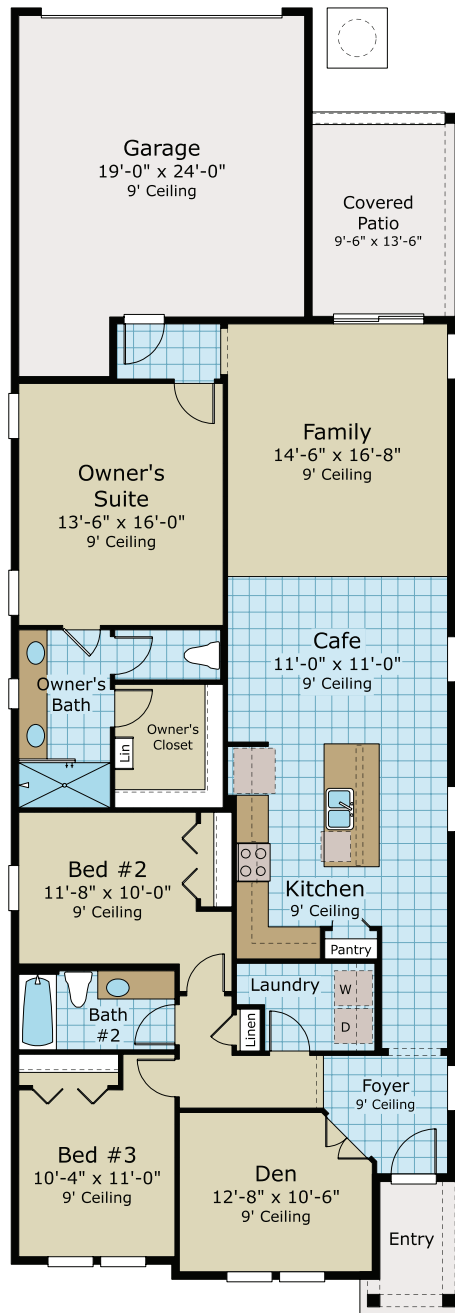 Garage
19'-0" x 24'-0"
9' Ceiling
Covered
Patio
9'-6" x 13'-6"
Family
14'-6" x 16'-8"
9' Ceiling
Owner's
Suite
13'-6" x 16'-0"
9' Ceiling
Cafe
11'-0" x 11'-0"
9' Ceiling
Owner's
Bath
Owner's
Closet
Lin
Bed #2
11'-8" x 10'-0"
9' Ceiling
Kitchen
9' Ceiling
Pantry
Laundry
W
D
Bath
#2
Linen
Foyer
9' Ceiling
Bed #3
10'-4" x 11'-0"
9' Ceiling
Den
12'-8" x 10'-6"
9' Ceiling
Entry